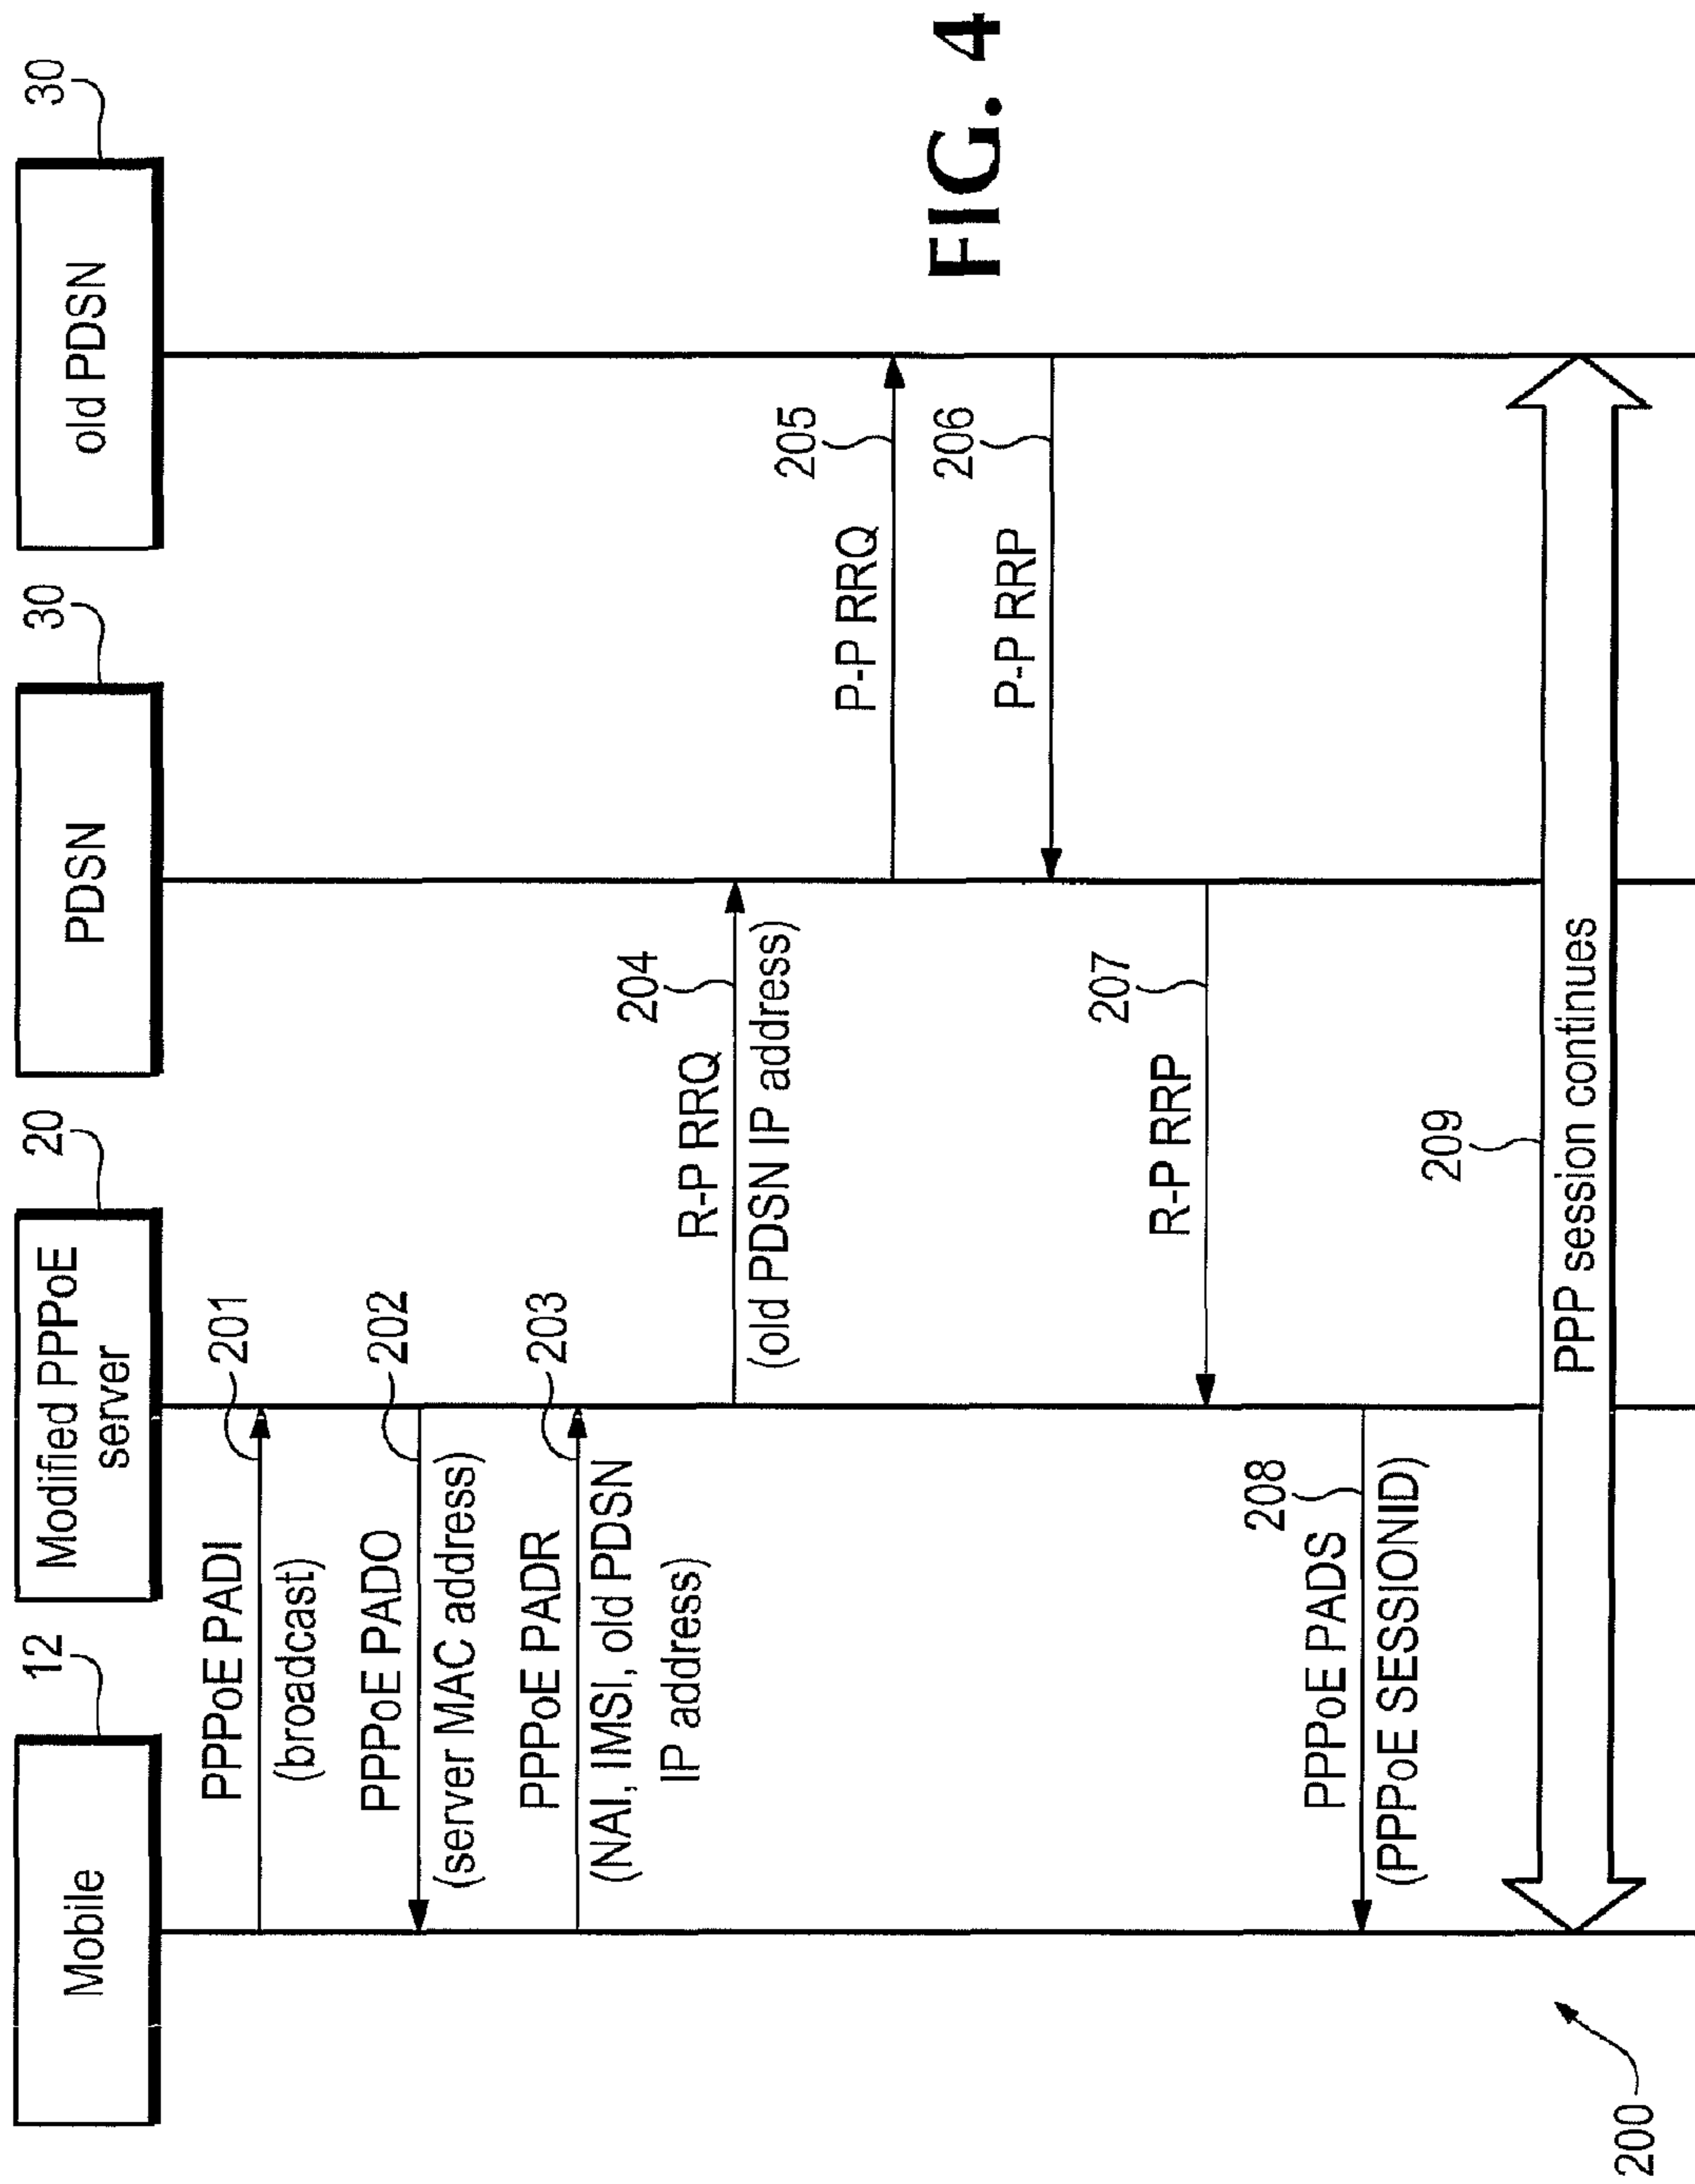 Mobile
12
Modified PPPoE
server
20
PDSN
30
old PDSN
30
PPPoE PADI
(broadcast)
201
PPPoE PADO
(server MAC address)
202
PPPoE PADR
(NAI, IMSI, old PDSN
IP address)
203
R-P RRQ
(old PDSN IP address)
204
P-P RRQ
205
P-P RRP
206
R-P RRP
207
PPPoE PADS
(PPPoE SESSIONID)
208
209
PPP session continues
200
FIG. 4